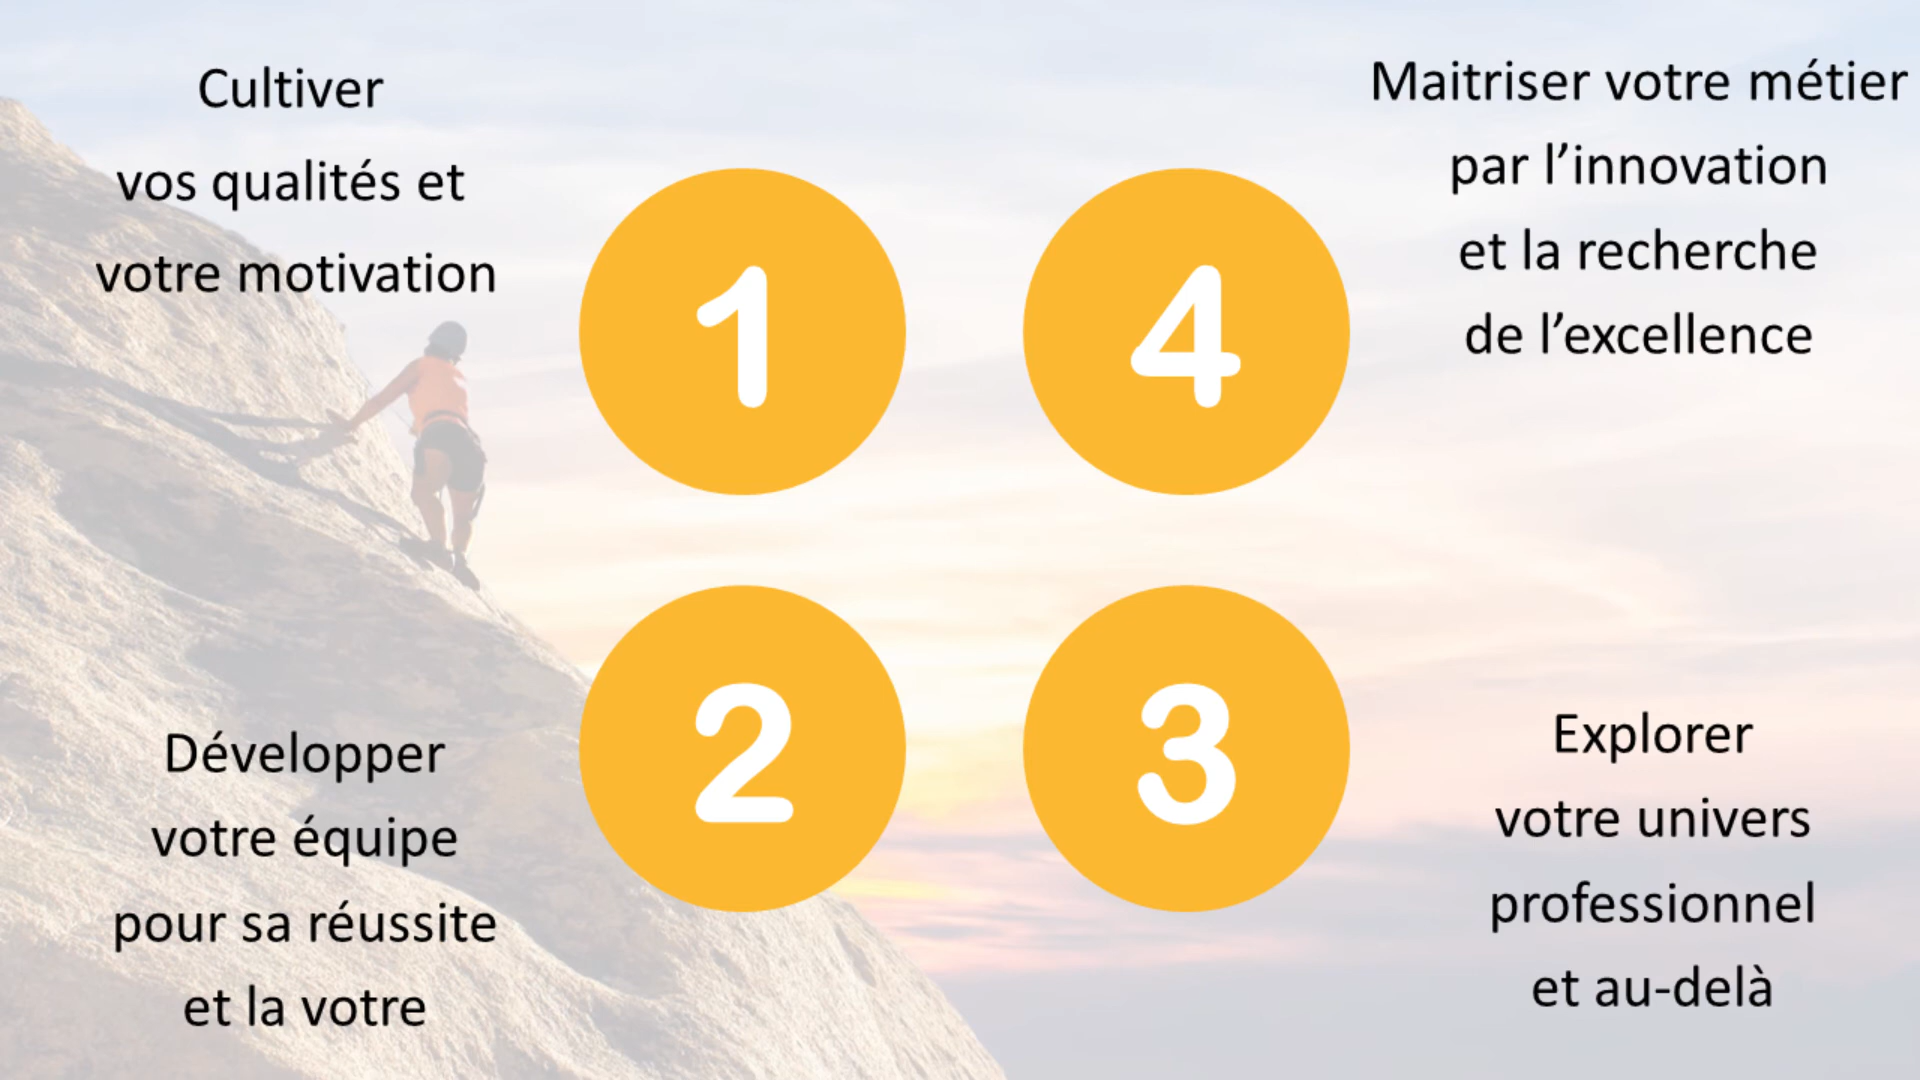 Cultiver
vos qualités et
votre motivation
1
Développer
votre équipe
pour sa réussite
et la votre
2
3
Explorer
votre univers
professionnel
et au-delà
4
Maitriser votre métier
par l’innovation
et la recherche
de l’excellence